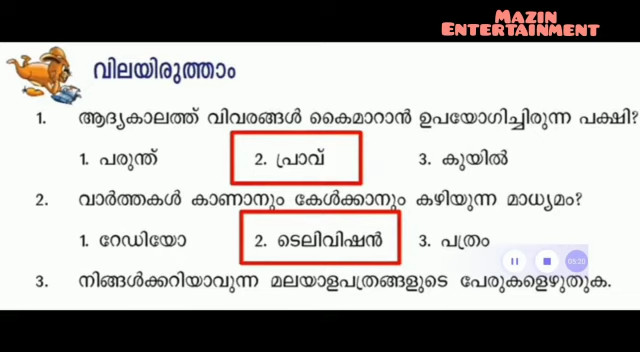 MAZIN
ENTERTAINMENT
വിലയിരുത്താം
1. ആദ്യകാലത്ത് വിവരങ്ങൾ കൈമാറാൻ ഉപയോഗിച്ചിരുന്ന പക്ഷി?
1. പരുന്ത് 2. പ്രാവ് 3. കുയിൽ
2. വാർത്തകൾ കാണാനും കേൾക്കാനും കഴിയുന്ന മാധ്യമം?
1. റേഡിയോ 2. ടെലിവിഷൻ 3. പത്രം
05:20
3. നിങ്ങൾക്കറിയാവുന്ന മലയാളപത്രങ്ങളുടെ പേരുകളെഴുതുക.